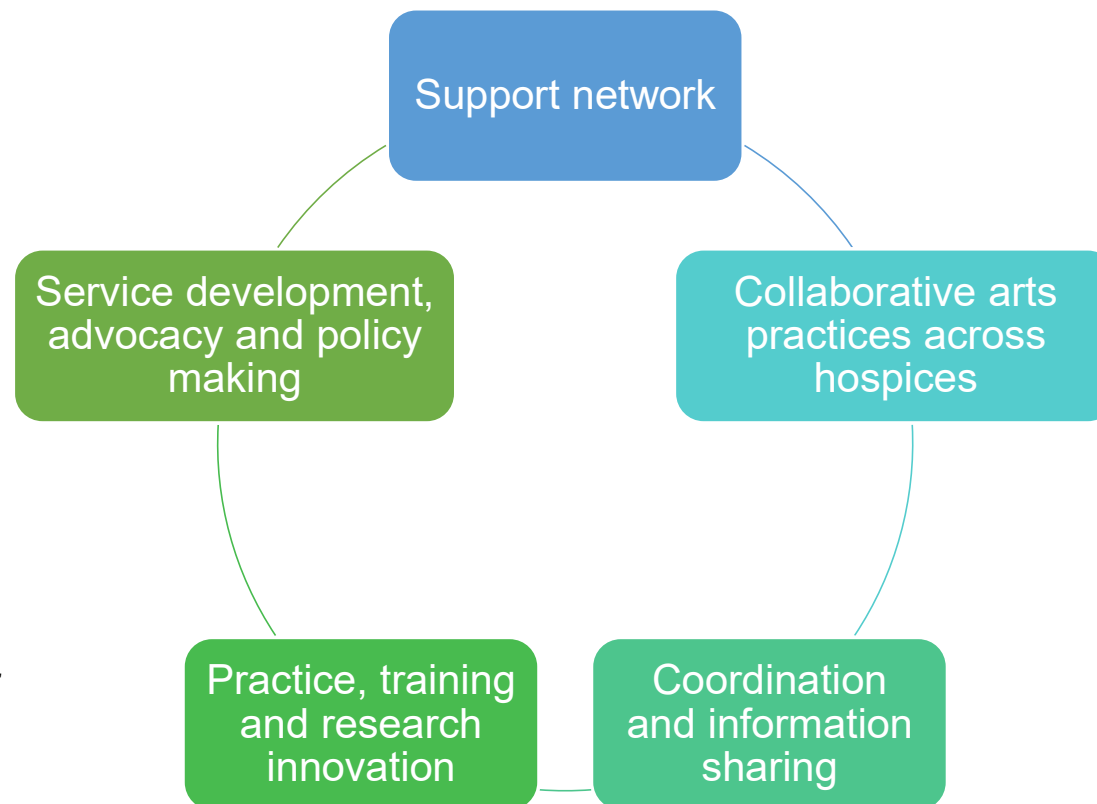 Support network
Service development,
advocacy and policy
making
Collaborative arts
practices across
hospices
Practice, training
and research
innovation
Coordination
and information
sharing